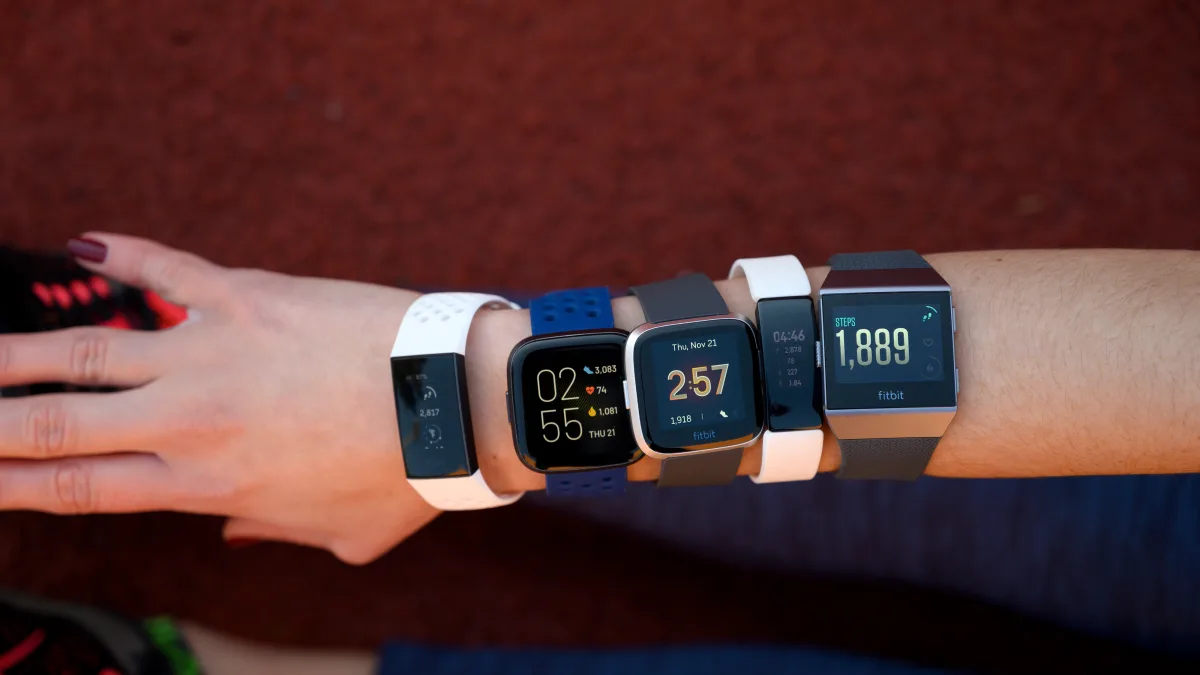 2,817
02
55
3,083
74
1,081
THU 21
Thu, Nov 21
2:57
1,918
fitbit
04:46
STEPS
1,889
fitbit